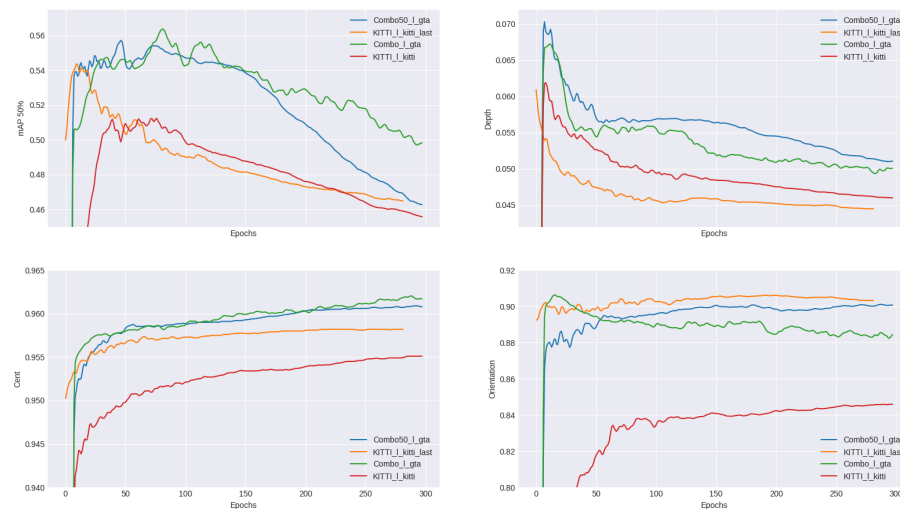 0.56
0.54
0.52
0.50
0.48
0.46
mAP 50%
Epochs
Combo50_l_gta
KITTI_l_kitti_last
Combo_l_gta
KITTI_l_kitti
0.070
0.065
0.060
0.055
0.050
0.045
Depth
Epochs
Combo50_l_gta
KITTI_l_kitti_last
Combo_l_gta
KITTI_l_kitti
0.965
0.960
0.955
0.950
0.945
0.940
Cent
0 50 100 150 200 250 300
Epochs
Combo50_l_gta
KITTI_l_kitti_last
Combo_l_gta
KITTI_l_kitti
0.92
0.90
0.88
0.86
0.84
0.82
0.80
Orientation
0 50 100 150 200 250 300
Epochs
Combo50_l_gta
KITTI_l_kitti_last
Combo_l_gta
KITTI_l_kitti